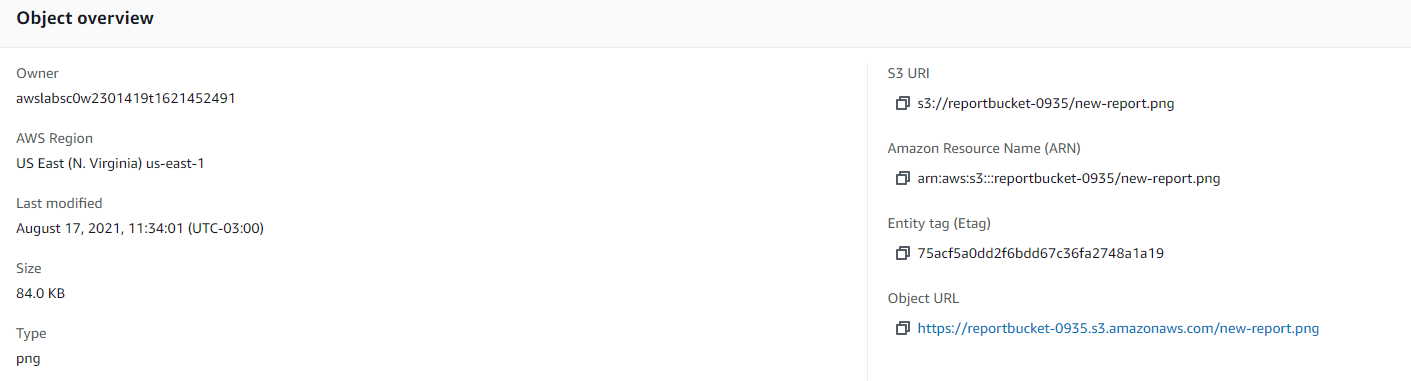 Object overview
Owner
awslabsc0w2301419t1621452491
AWS Region
US East (N. Virginia) us-east-1
Last modified
August 17, 2021, 11:34:01 (UTC-03:00)
Size
84.0 KB
Type
png
S3 URI
s3://reportbucket-0935/new-report.png
Amazon Resource Name (ARN)
arn:aws:s3:::reportbucket-0935/new-report.png
Entity tag (Etag)
75acf5a0dd2f6bdd67c36fa2748a1a19
Object URL
https://reportbucket-0935.s3.amazonaws.com/new-report.png